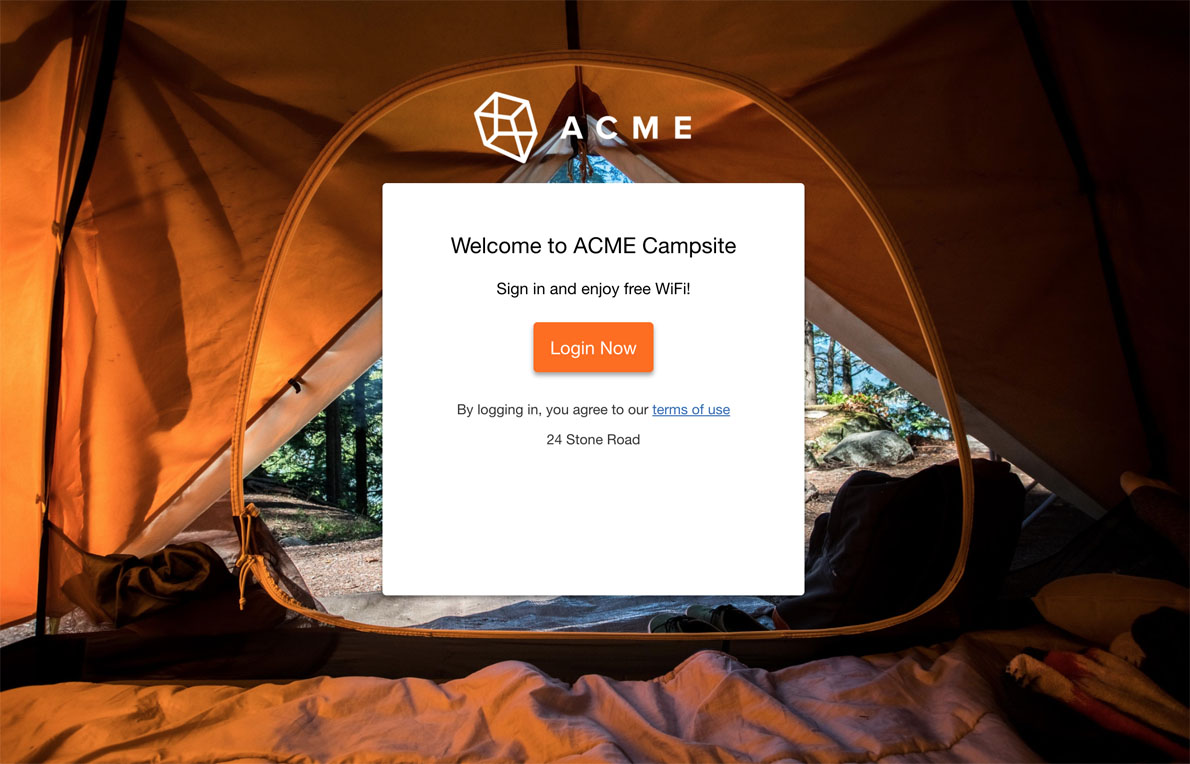 ACME
Welcome to ACME Campsite
Sign in and enjoy free WiFi!
Login Now
By logging in, you agree to our terms of use
24 Stone Road